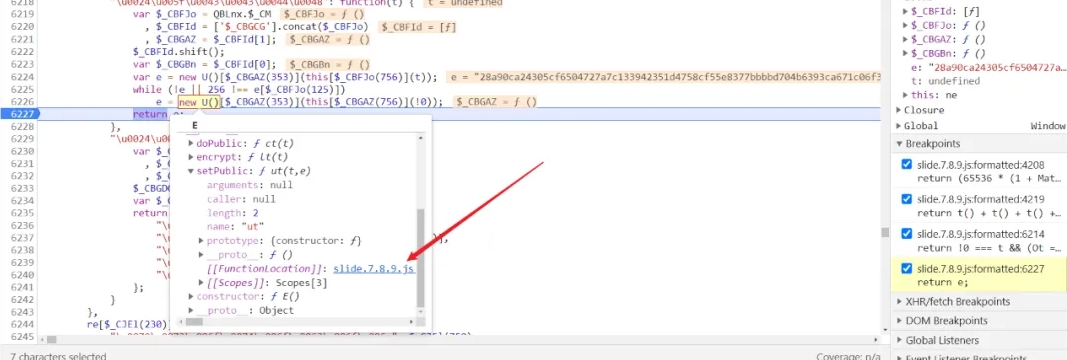 6218 "\u0024\u005f\u0043\u0043\u0044\u0048": function(t) { t = undefined
6219 var $_CBFJo = QBLnx.$_CM $_CBFJo = ƒ ()
6220 , $_CBFId = ['$_CBGCG'].concat($_CBFJo) $_CBFId = [ƒ]
6221 , $_CBGAZ = $_CBFId[1]; $_CBGAZ = ƒ ()
6222 $_CBFId.shift();
6223 var $_CBGBn = $_CBFId[0]; $_CBGBn = ƒ ()
6224 var e = new U()[$_CBGAZ(353)](this[$_CBFJo(756)](t)); e = "28a90ca24305cf6504727a7c133942351d4758cf55e8377bbbbd704b6393ca671c06f3
6225 while (!e || 256 !== e[$_CBFJo(125)])
6226 e = new U()[$_CBGAZ(353)](this[$_CBGAZ(756)](!0)); $_CBGAZ = ƒ ()
6227 return e;
6228 },
6229 "\u0024\u00
6230 var $_C
6231 , $_C
6232 , $_C
6233 $_CBGD
6234 var $_C
6235 return
6236 "\u
6237 "\u
6238 "\u
6239 "\u
6240 "\u
6241 };
6242 }
6243 },
6244 re[$_CJEl(230)]
6245
E
doPublic: ƒ ct(t)
encrypt: ƒ lt(t)
setPublic: ƒ ut(t,e)
arguments: null
caller: null
length: 2
name: "ut"
prototype: {constructor: ƒ}
__proto__: ƒ ()
[[FunctionLocation]]: slide.7.8.9.js
[[Scopes]]: Scopes[3]
constructor: ƒ E()
__proto__: Object
],
7 characters selected
Coverage: n/a
$_CBFId: [ƒ]
$_CBFJo: ƒ ()
$_CBGAZ: ƒ ()
$_CBGBn: ƒ ()
e: "28a90ca24305cf6504727a…
t: undefined
this: ne
Closure
Global Window
Breakpoints
slide.7.8.9.js:formatted:4208
return (65536 * (1 + Mat…
slide.7.8.9.js:formatted:4219
return t() + t() + t() +…
slide.7.8.9.js:formatted:6214
return !0 === t && (Ot =…
slide.7.8.9.js:formatted:6227
return e;
XHR/fetch Breakpoints
DOM Breakpoints
Global Listeners
Event Listener Breakpoints